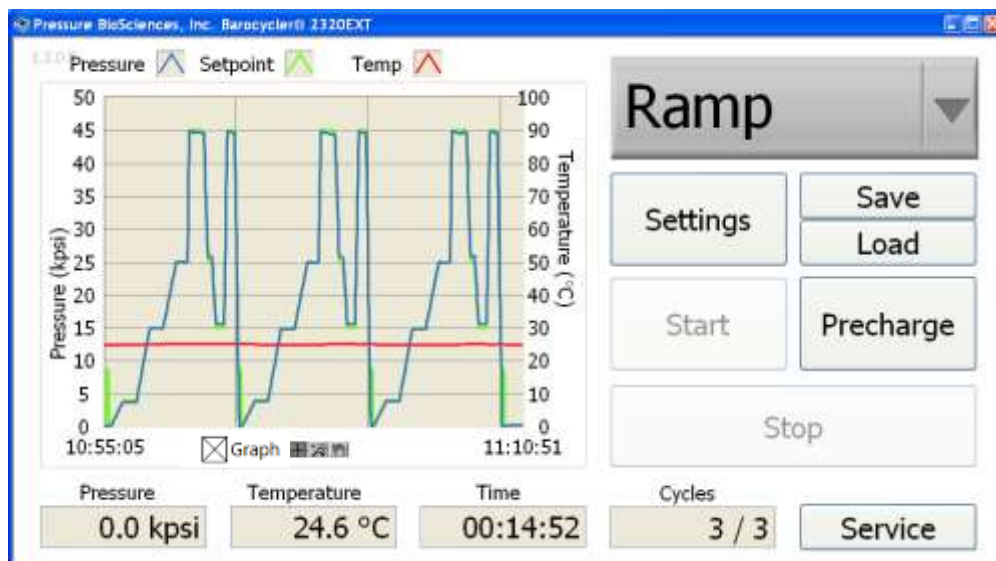 Pressure BioSciences, Inc. Barocycler® 2320EXT
Pressure Setpoint Temp
Ramp
Settings
Save
Load
Start
Precharge
Stop
Pressure (kpsi)
50
45
40
35
30
25
20
15
10
5
0
Temperature (°C)
100
90
80
70
60
50
40
30
20
10
0
10:55:05
Graph
11:10:51
Pressure Temperature Time Cycles
0.0 kpsi 24.6 °C 00:14:52 3 / 3
Service